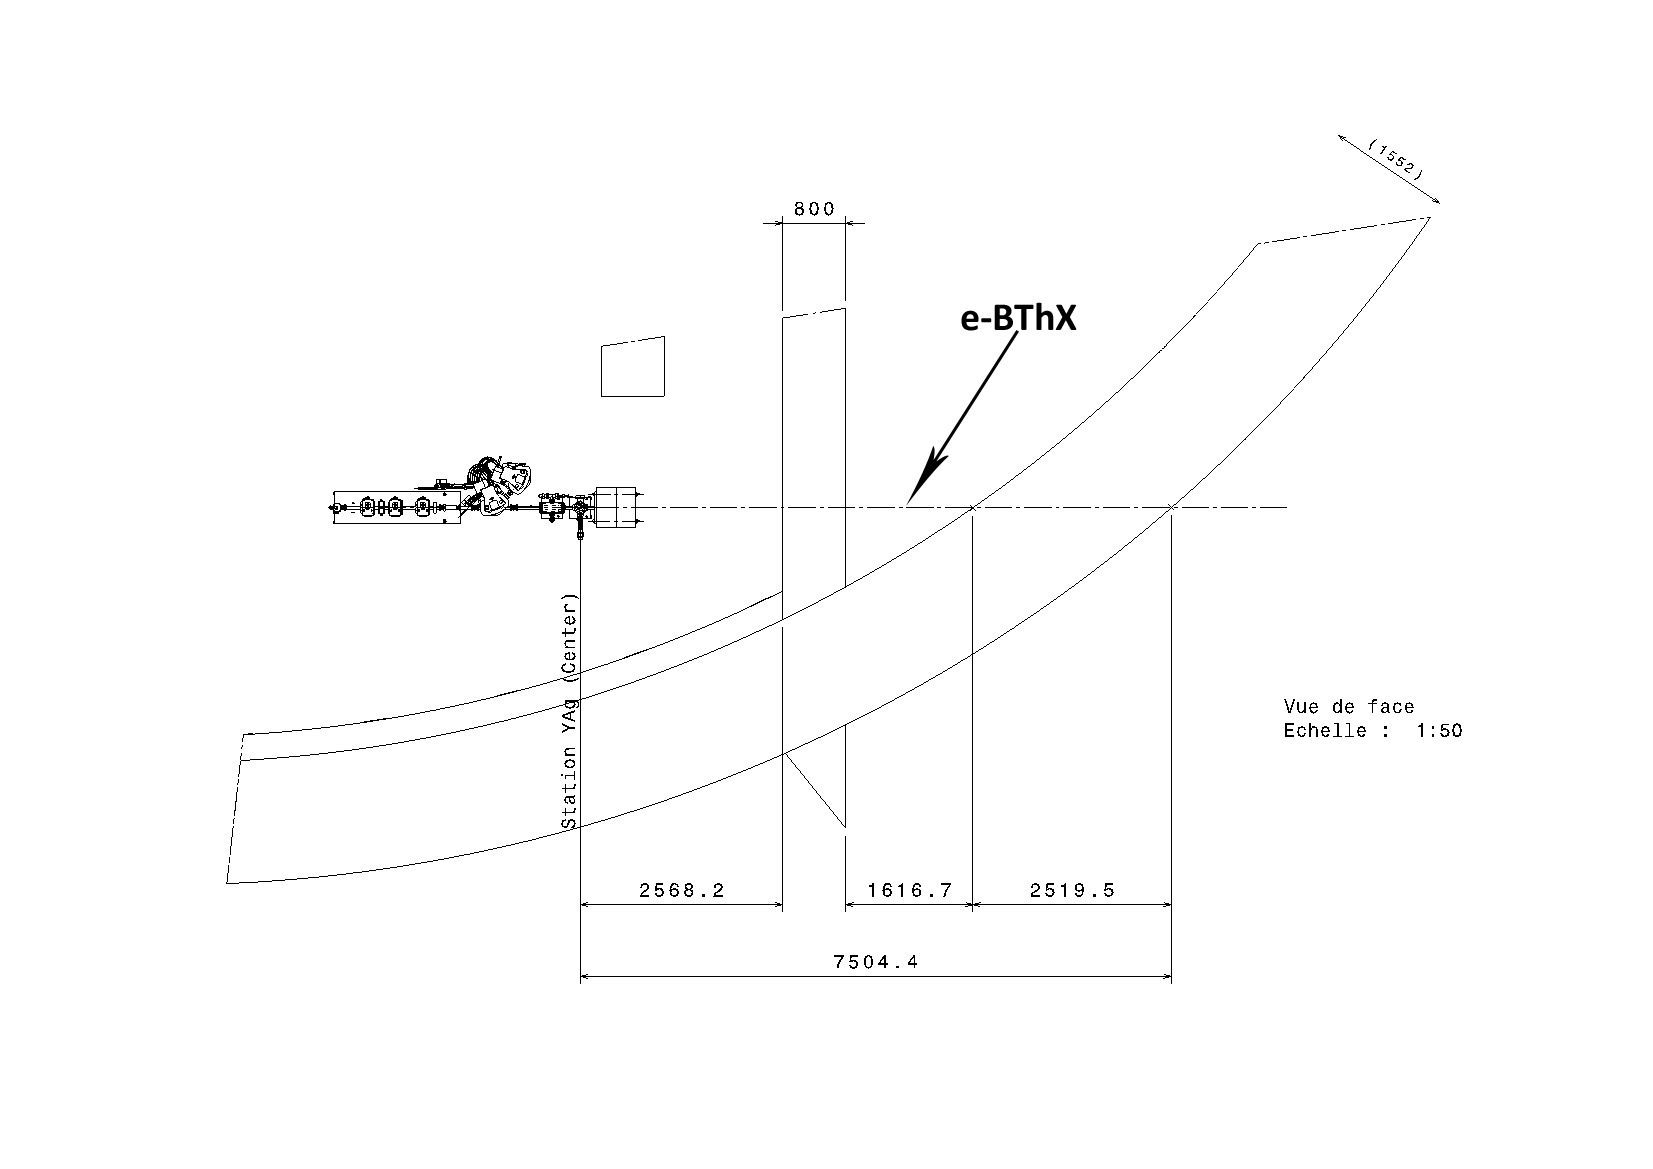 (1552)
800
e-BThX
Station YAg (Center)
Vue de face
Echelle : 1:50
2568.2
1616.7
2519.5
7504.4